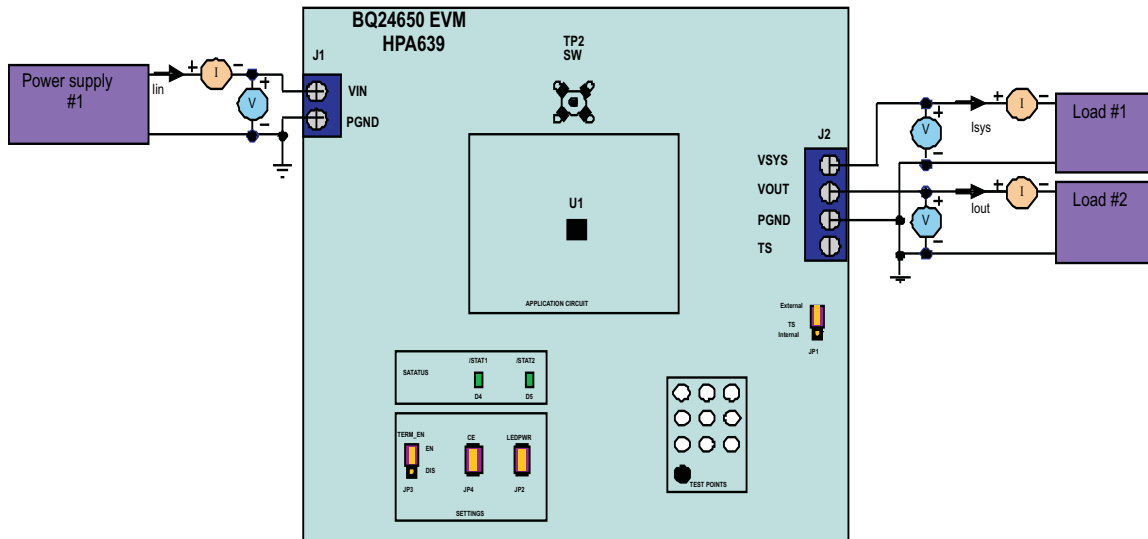 BQ24650 EVM
HPA639
Power supply
#1
Iin
+
I
-
+
V
-
J1
VIN
PGND
TP2
SW
U1
APPLICATION CIRCUIT
J2
VSYS
VOUT
PGND
TS
+
V
-
Isys
+
I
-
Load #1
+
V
-
Iout
+
I
-
Load #2
External
TS
Internal
JP1
SATATUS
/STAT1
D4
/STAT2
D5
TERM_EN
EN
DIS
JP3
CE
JP4
LEDPWR
JP2
SETTINGS
TEST POINTS